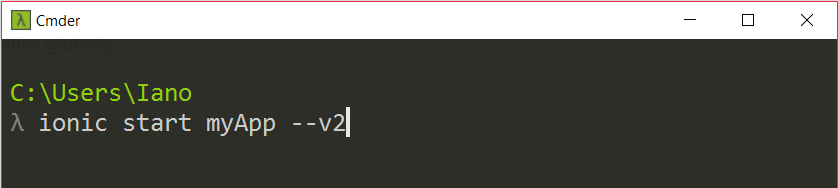 λ Cmder
C:\Users\Iano
λ ionic start myApp --v2